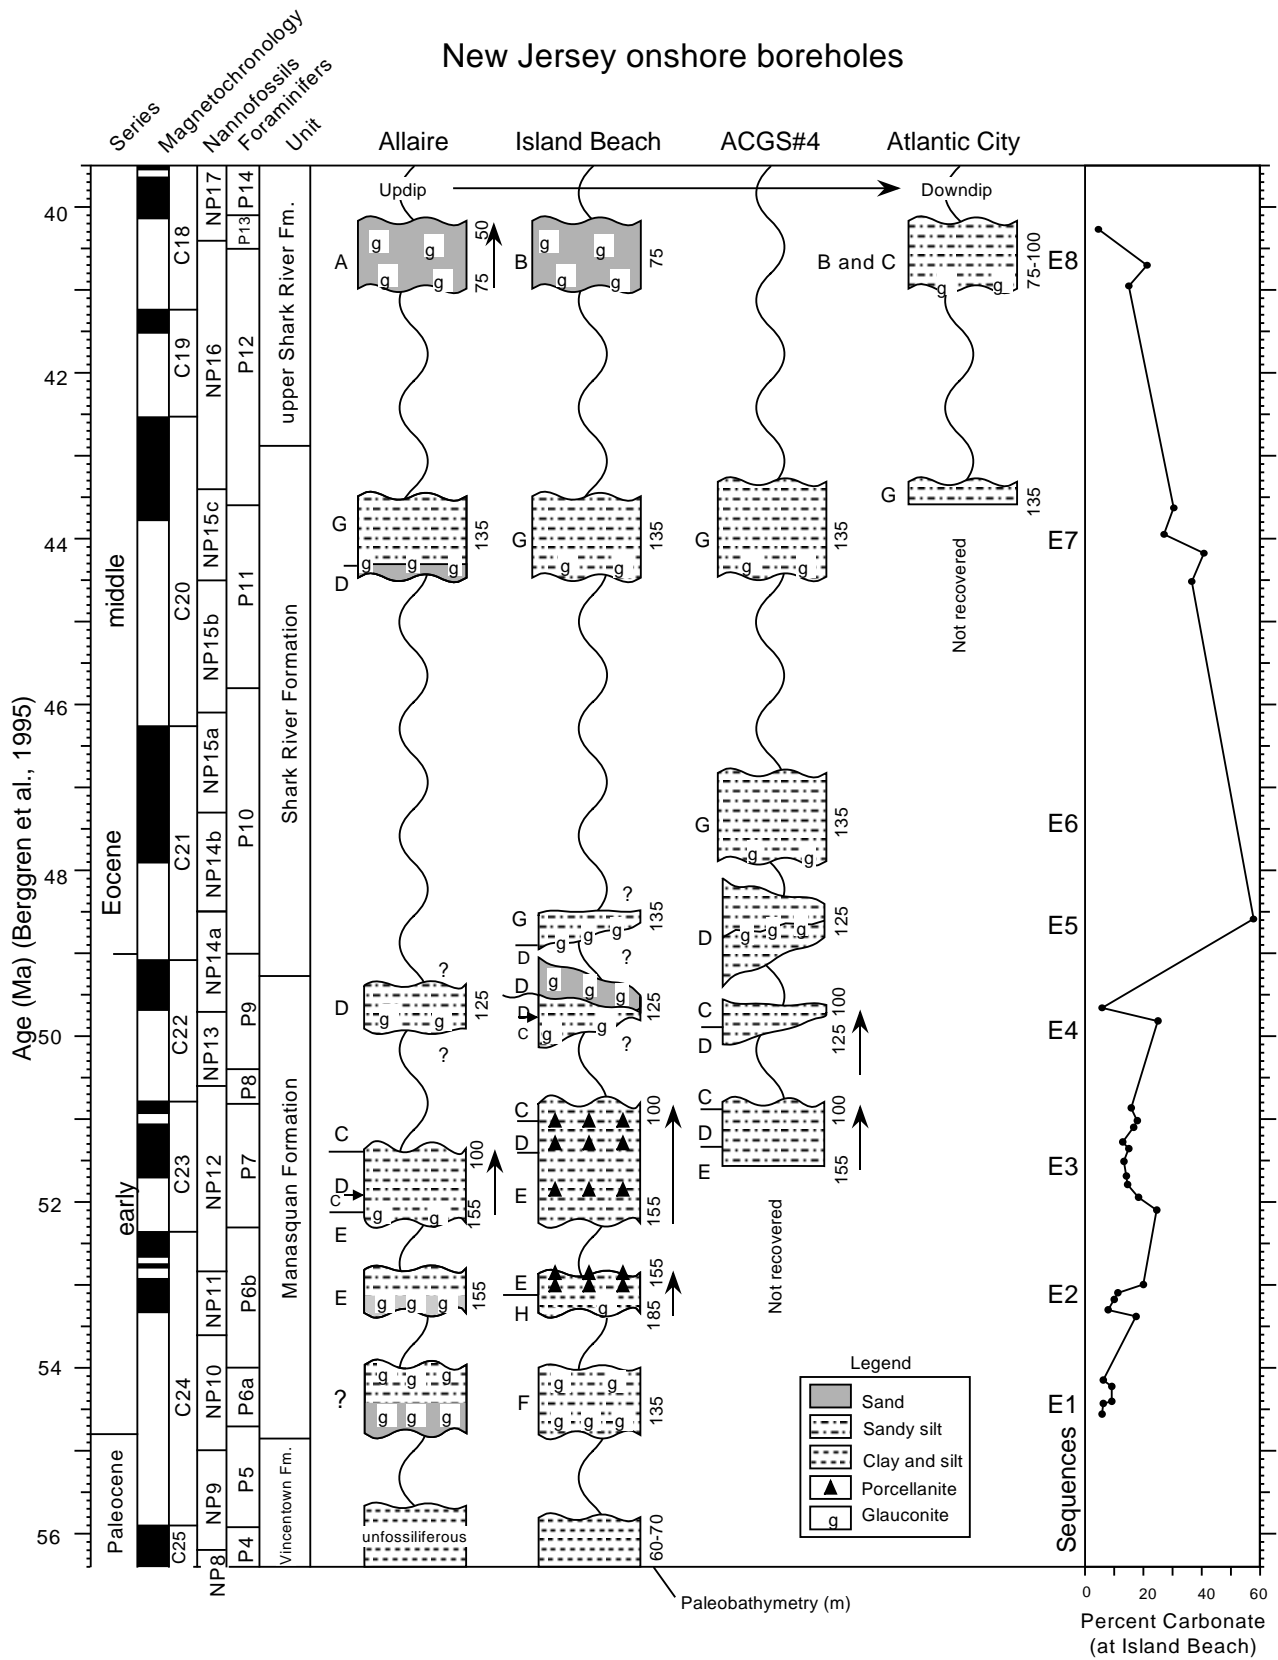 New Jersey onshore boreholes
Series
Magnetochronology
Nannofossils
Foraminifers
Unit
Allaire
Island Beach
ACGS#4
Atlantic City
Updip
Downdip
Age (Ma) (Berggren et al., 1995)
40
42
44
46
48
50
52
54
56
middle
Eocene
early
Paleocene
C18
C19
C20
C21
C22
C23
C24
C25
NP17
NP16
NP15c
NP15b
NP15a
NP14b
NP14a
NP13
NP12
NP11
NP10
NP9
NP8
P14
P13
P12
P11
P10
P9
P8
P7
P6b
P6a
P5
P4
upper Shark River Fm.
Shark River Formation
Manasquan Formation
Vincentown Fm.
A
g g
g g
75 50
B
g g
g g
75
B and C
g g
75-100
E8
G
D
g g g
135
G
g g
135
G
g g
135
G
135
E7
Not recovered
G
g g
135
E6
?
G
D
g g g
135
?
D
g g g
125
D
C
g g
?
D
g g g
125
E5
?
D
g g
125
?
C
D
125 100
E4
C
D
C
E
g g
155 100
C
D
E
155 100
C
D
E
155 100
E3
Not recovered
E
g g g
155
E
H
g
185 155
E2
?
g g g
g g g
F
g g
g g g
135
E1
unfossiliferous
60-70
Paleobathymetry (m)
Sequences
Legend
Sand
Sandy silt
Clay and silt
Porcellanite
g Glauconite
0 20 40 60
Percent Carbonate
(at Island Beach)